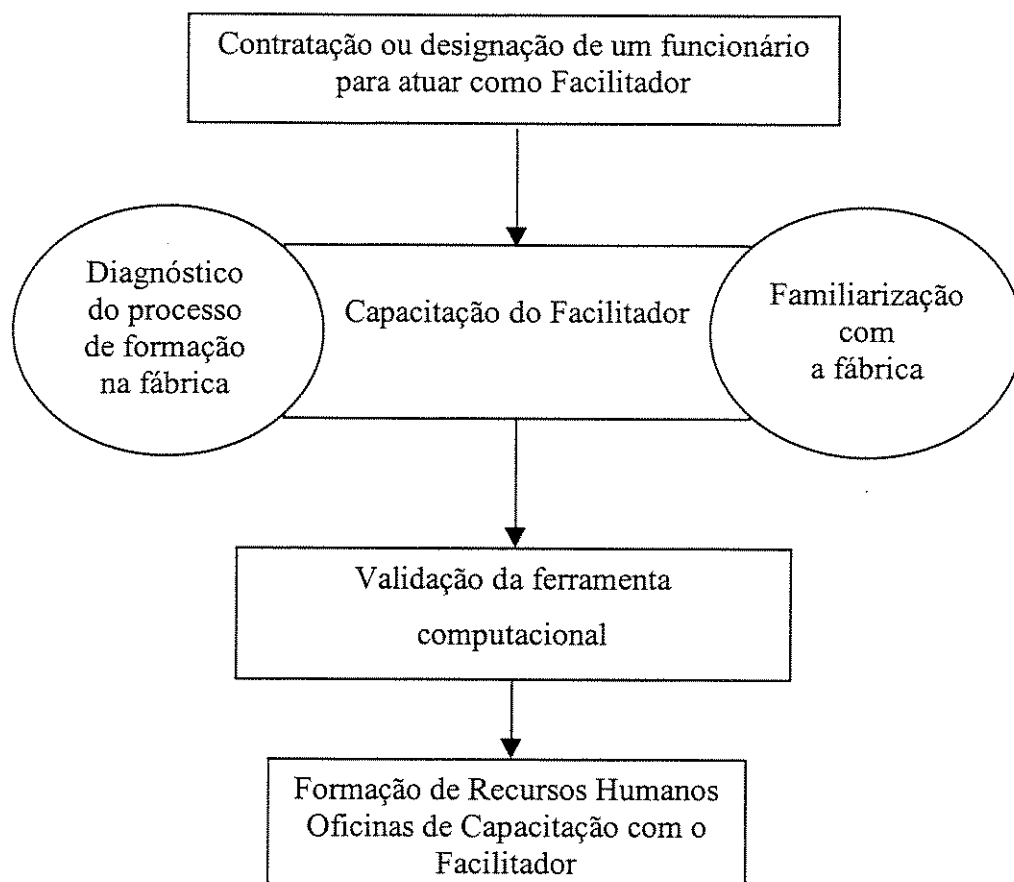 Contratação ou designação de um funcionário
para atuar como Facilitador
Diagnóstico
do processo
de formação
na fábrica
Capacitação do Facilitador
Familiarização
com
a fábrica
Validação da ferramenta
computacional
Formação de Recursos Humanos
Oficinas de Capacitação com o
Facilitador